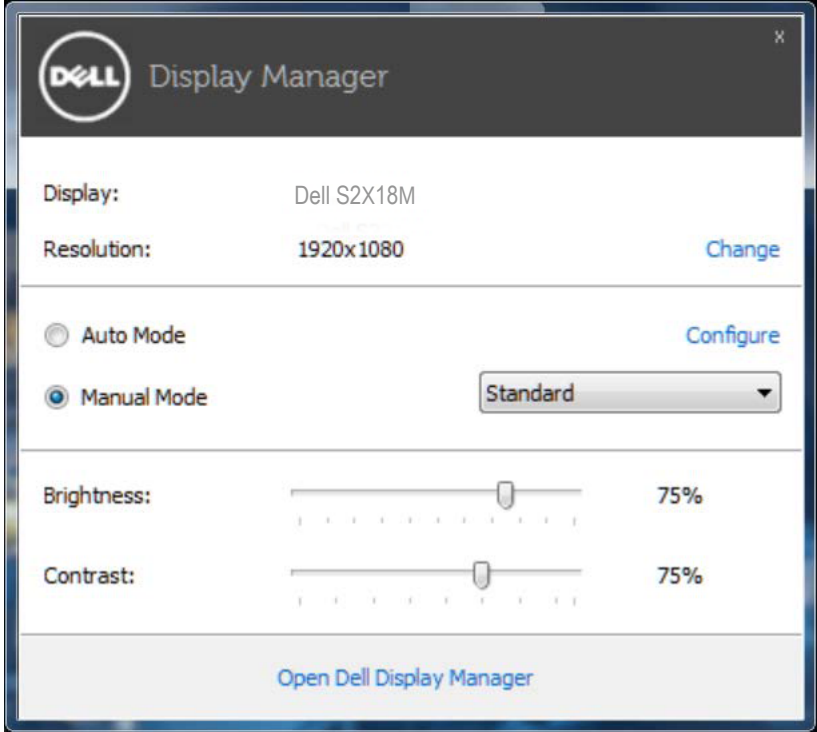 DELL Display Manager
x
Display: Dell S2X18M
Resolution: 1920x1080 Change
Auto Mode Configure
Manual Mode Standard
Brightness: 75%
Contrast: 75%
Open Dell Display Manager